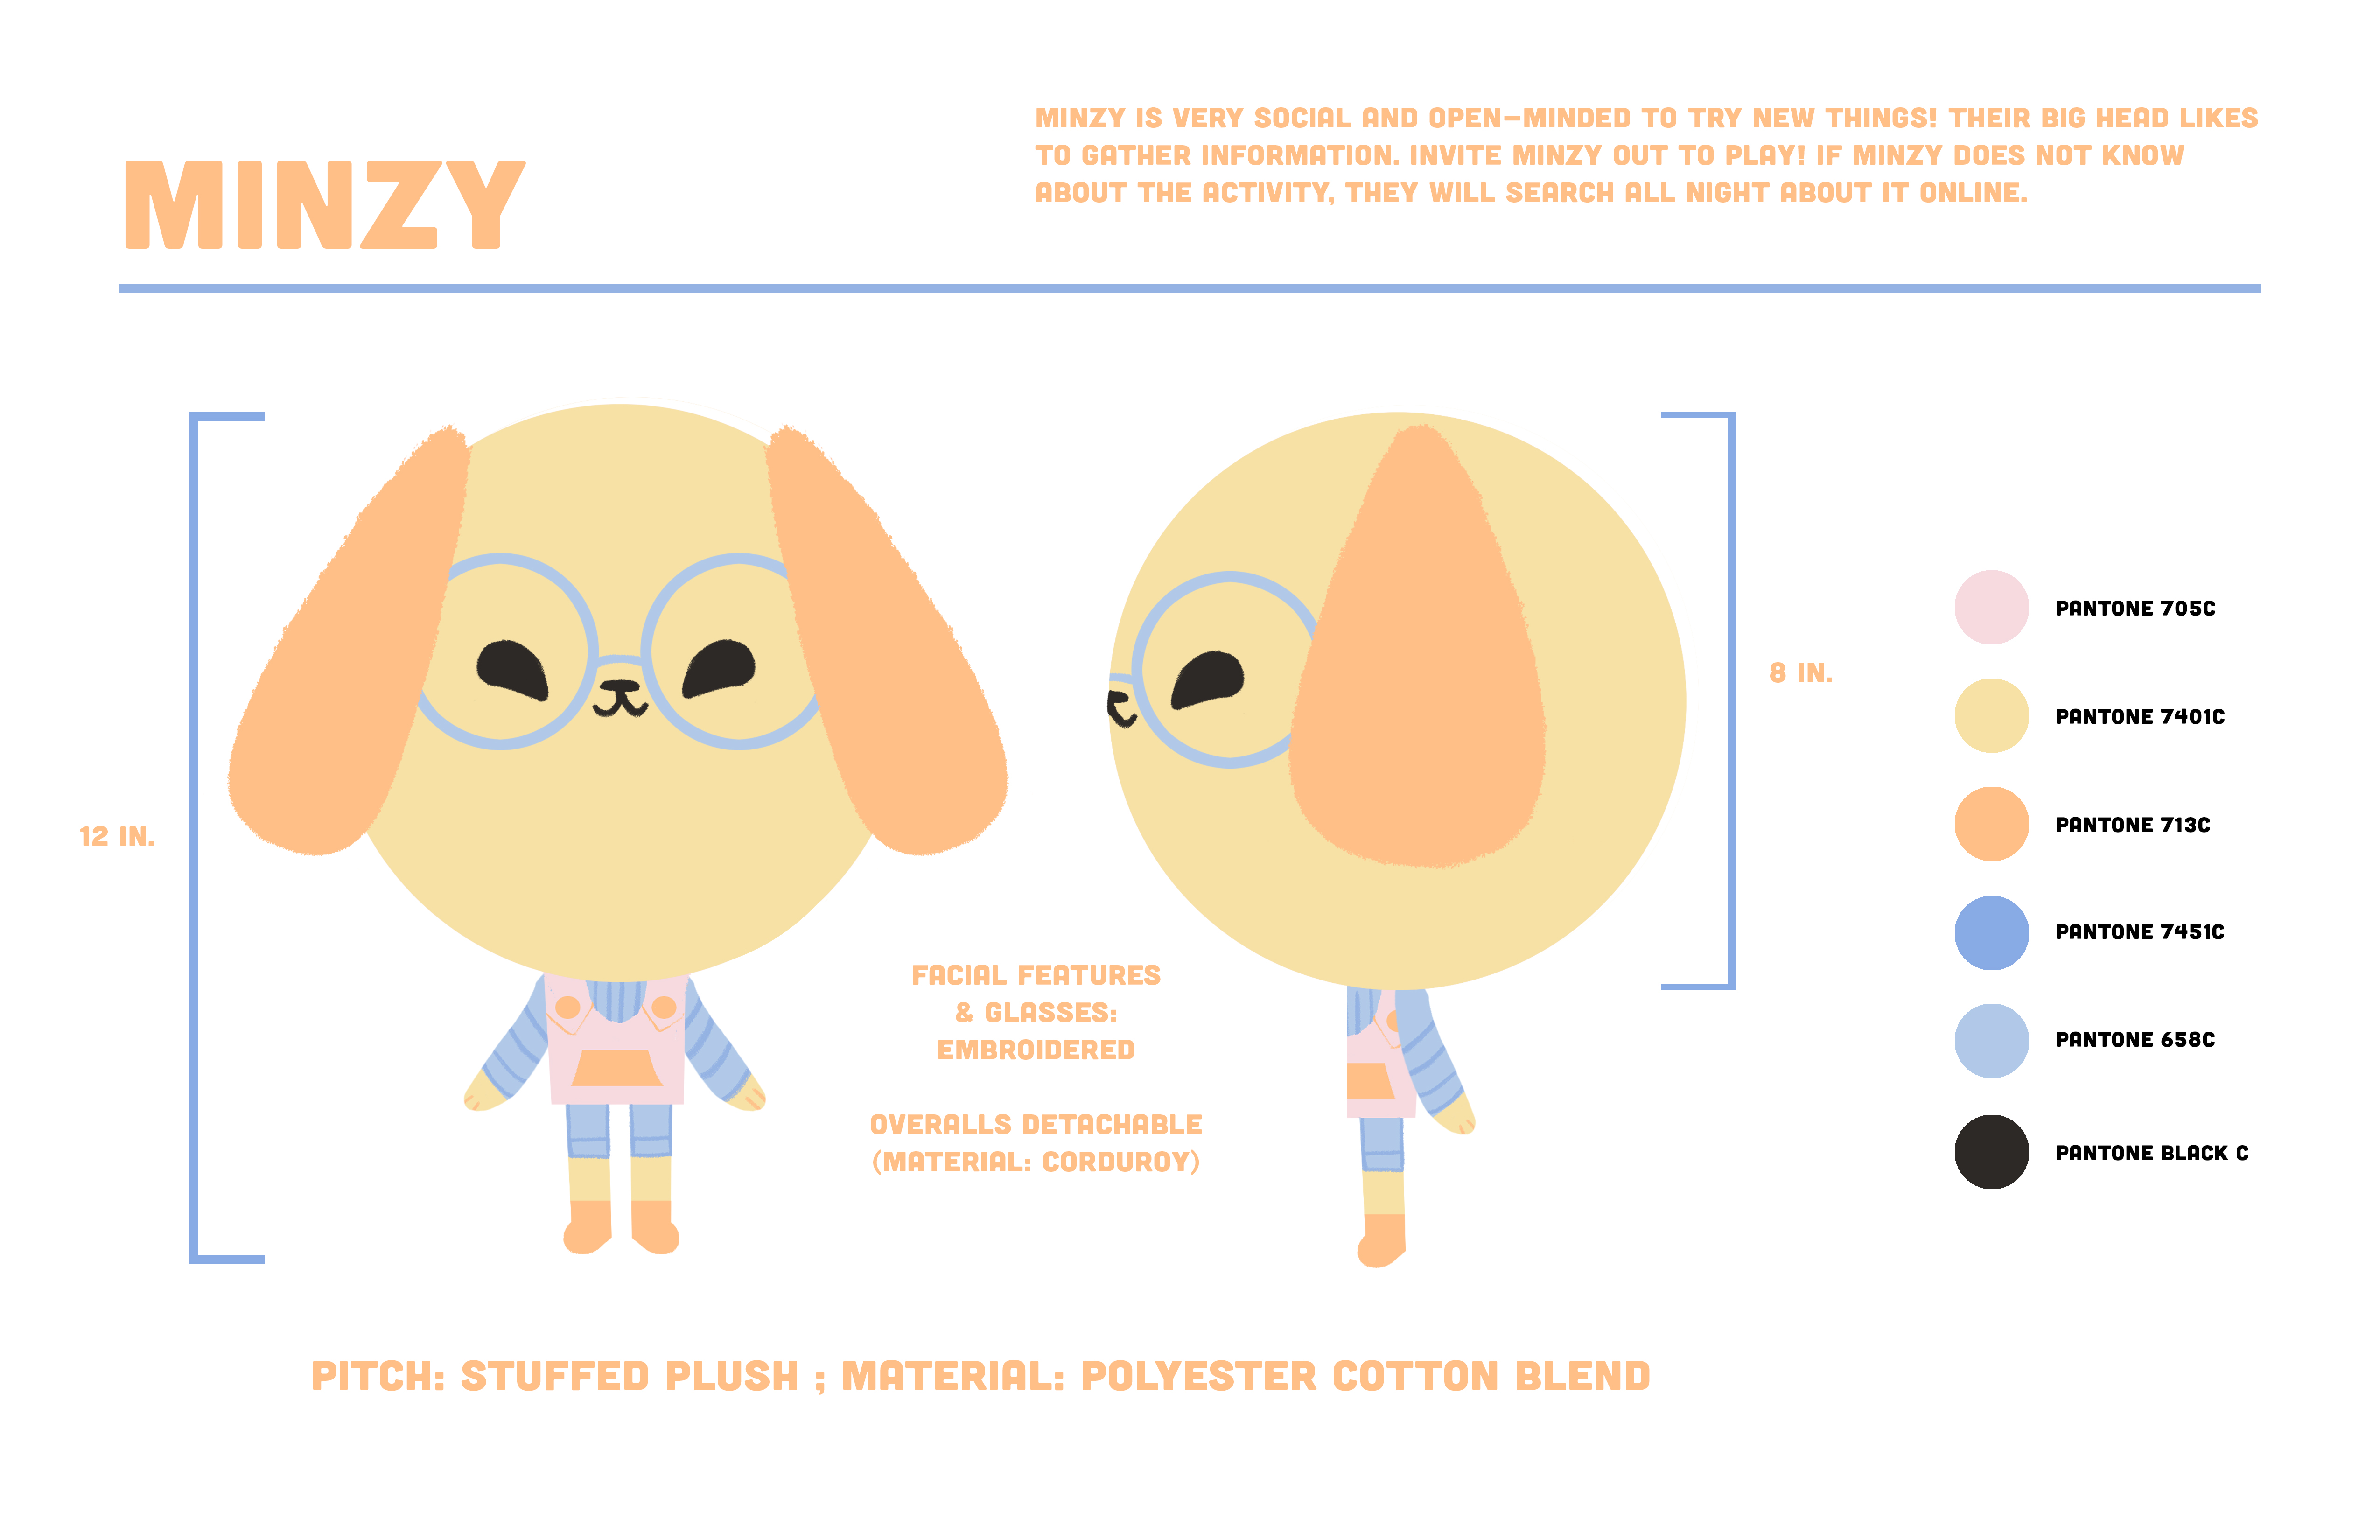 MINZY
MINZY IS VERY SOCIAL AND OPEN-MINDED TO TRY NEW THINGS! THEIR BIG HEAD LIKES
TO GATHER INFORMATION. INVITE MINZY OUT TO PLAY! IF MINZY DOES NOT KNOW
ABOUT THE ACTIVITY, THEY WILL SEARCH ALL NIGHT ABOUT IT ONLINE.
12 IN.
8 IN.
FACIAL FEATURES
& GLASSES:
EMBROIDERED
OVERALLS DETACHABLE
(MATERIAL: CORDUROY)
PANTONE 705C
PANTONE 7401C
PANTONE 713C
PANTONE 7451C
PANTONE 658C
PANTONE BLACK C
PITCH: STUFFED PLUSH ; MATERIAL: POLYESTER COTTON BLEND